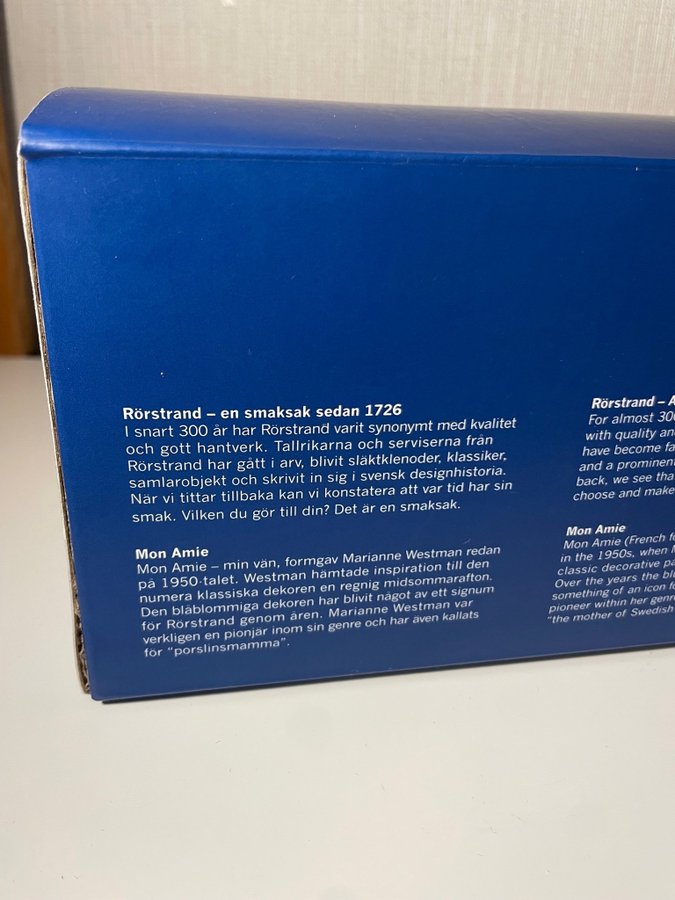 Rörstrand – en smaksak sedan 1726
I snart 300 år har Rörstrand varit synonymt med kvalitet
och gott hantverk. Tallrikarna och serviserna från
Rörstrand har gått i arv, blivit släktklenoder, klassiker,
samlarobjekt och skrivit in sig i svensk designhistoria.
När vi tittar tillbaka kan vi konstatera att var tid har sin
smak. Vilken du gör till din? Det är en smaksak.
Mon Amie
Mon Amie – min vän, formgav Marianne Westman redan
på 1950-talet. Westman hämtade inspiration till den
numera klassiska dekoren en regnig midsommarafton.
Den blåblommiga dekoren har blivit något av ett signum
för Rörstrand genom åren. Marianne Westman var
verkligen en pionjär inom sin genre och har även kallats
för "porslinsmamma".
Rörstrand – A
For almost 300
with quality and
have become fa
and a prominent
back, we see tha
choose and make
Mon Amie
Mon Amie (French fo
in the 1950s, when M
classic decorative pa
Over the years the blu
something of an icon fo
pioneer within her genr
"the mother of Swedish